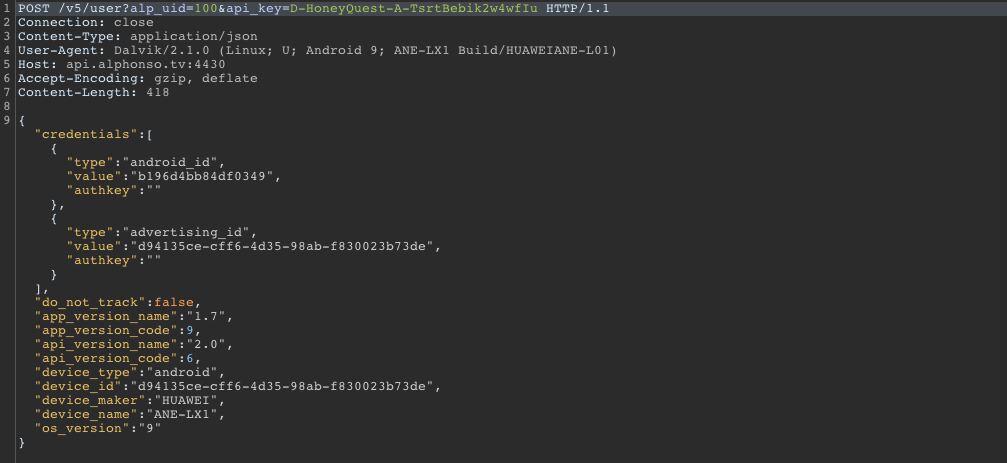 1 POST /v5/user?alp_uid=100&api_key=D-HoneyQuest-A-TsrtBebik2w4wfIu HTTP/1.1
2 Connection: close
3 Content-Type: application/json
4 User-Agent: Dalvik/2.1.0 (Linux; U; Android 9; ANE-LX1 Build/HUAWEIANE-L01)
5 Host: api.alphonso.tv:4430
6 Accept-Encoding: gzip, deflate
7 Content-Length: 418
8
9 {
"credentials":[
{
"type":"android_id",
"value":"b196d4bb84df0349",
"authkey":""
},
{
"type":"advertising_id",
"value":"d94135ce-cff6-4d35-98ab-f830023b73de",
"authkey":""
}
],
"do_not_track":false,
"app_version_name":"1.7",
"app_version_code":9,
"api_version_name":"2.0",
"api_version_code":6,
"device_type":"android",
"device_id":"d94135ce-cff6-4d35-98ab-f830023b73de",
"device_maker":"HUAWEI",
"device_name":"ANE-LX1",
"os_version":"9"
}